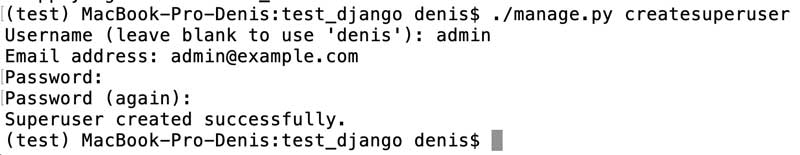 (test) MacBook-Pro-Denis:test_django denis$ ./manage.py createsuperuser
Username (leave blank to use 'denis'): admin
Email address: admin@example.com
Password:
Password (again):
Superuser created successfully.
(test) MacBook-Pro-Denis:test_django denis$